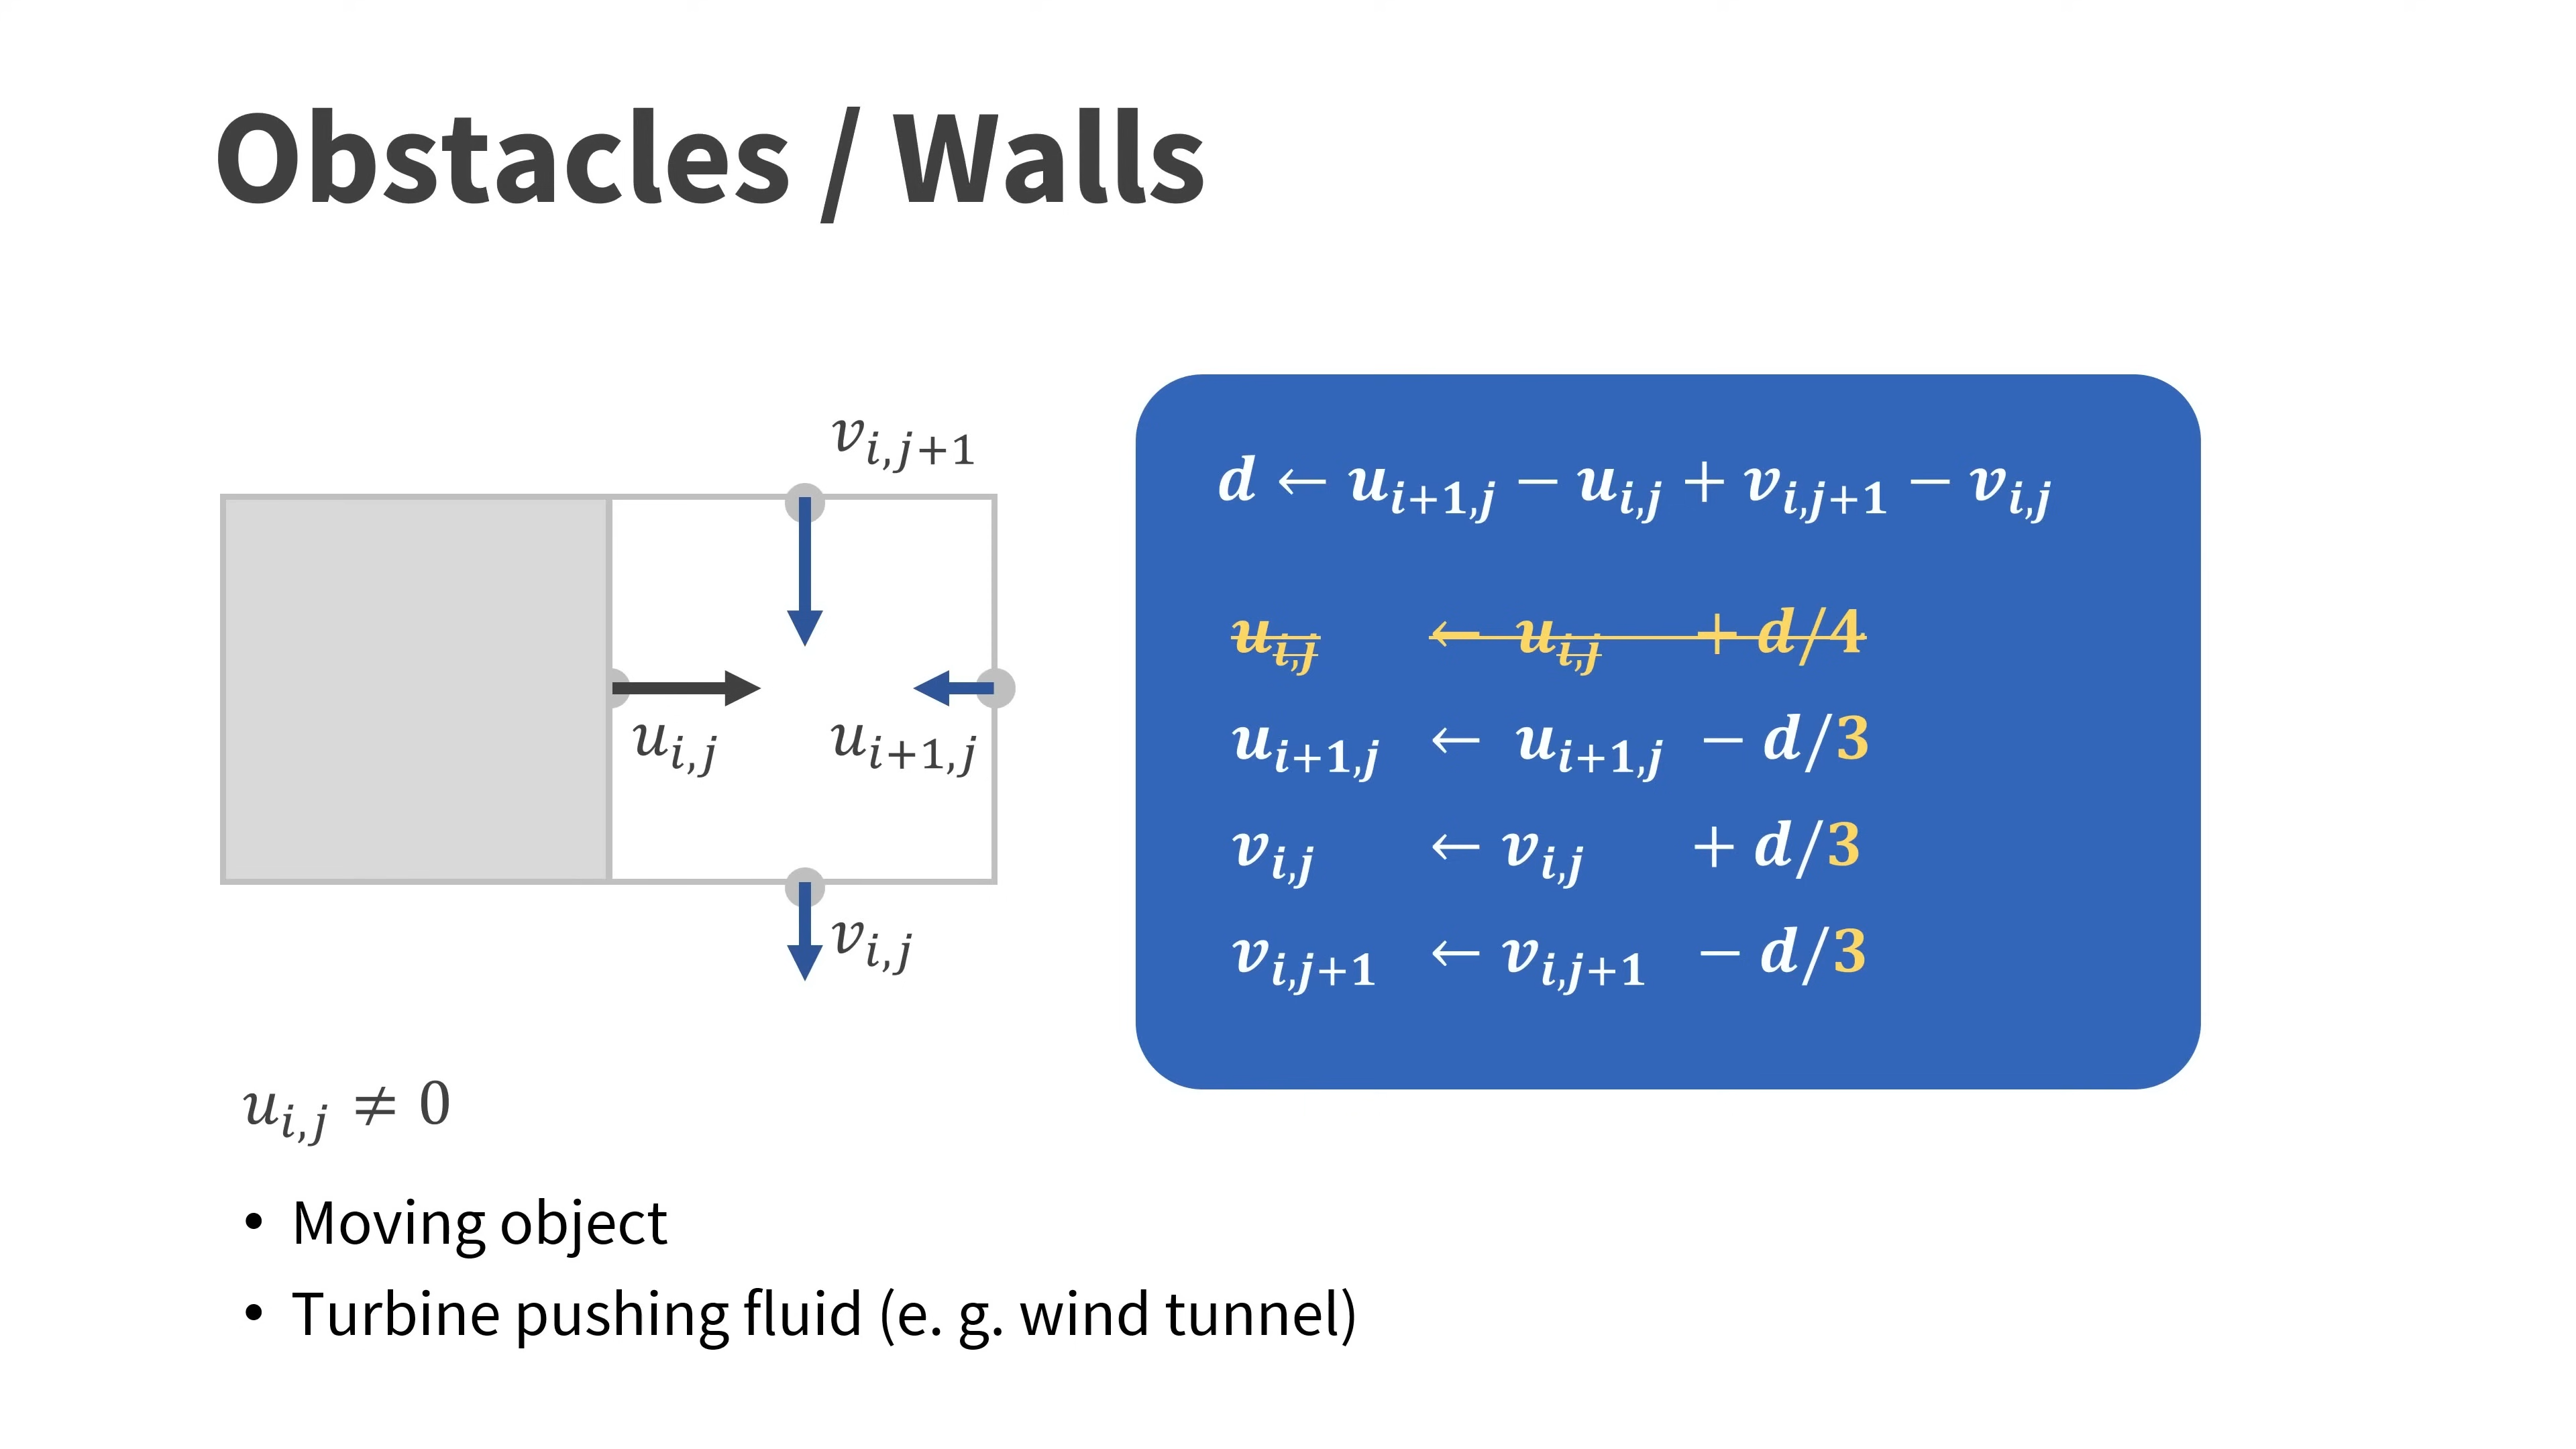 Obstacles / Walls
v_{i,j+1}
u_{i,j} u_{i+1,j}
v_{i,j}
d ← u_{i+1,j} − u_{i,j} + v_{i,j+1} − v_{i,j}
u_{i,j} ← u_{i,j} + d/4
u_{i+1,j} ← u_{i+1,j} − d/3
v_{i,j} ← v_{i,j} + d/3
v_{i,j+1} ← v_{i,j+1} − d/3
u_{i,j} ≠ 0
• Moving object
• Turbine pushing fluid (e. g. wind tunnel)